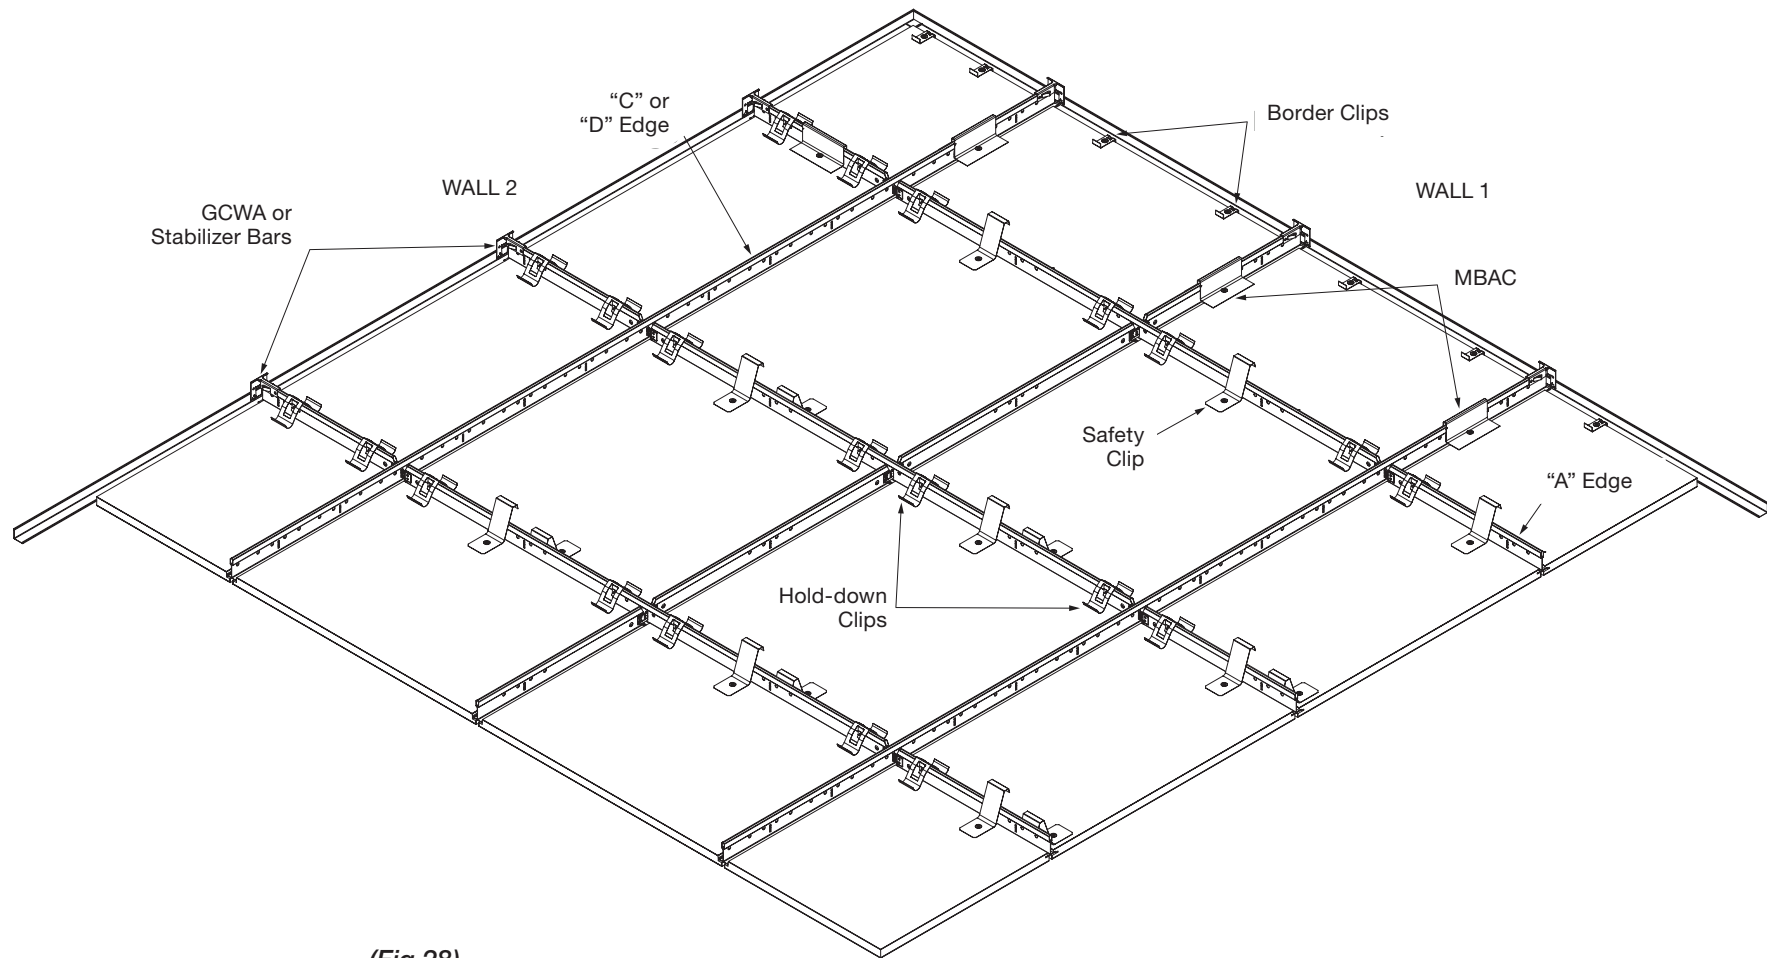 “C” or
“D” Edge
Border Clips
WALL 2
WALL 1
GCWA or
Stabilizer Bars
MBAC
Safety
Clip
“A” Edge
Hold-down
Clips
(Fig 28)